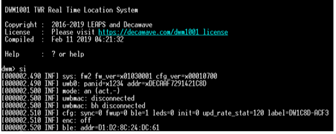 DWM1001 TWR Real Time Location System
Copyright : 2016-2019 LEAPS and Decawave
License : Please visit https://decawave.com/dwm1001_license
Compiled : Feb 11 2019 04:21:32
Help : ? or help
dwm> si
[000002.490 INF] sys: fw2 fw_ver=x01030001 cfg_ver=x00010700
[000002.490 INF] uwb0: panid=x1234 addr=xDECAAF7291421C8D
[000002.500 INF] mode: an (act,-)
[000002.500 INF] uwbmac: disconnected
[000002.500 INF] uwbmac: bh disconnected
[000002.510 INF] cfg: sync=0 fwup=0 ble=1 leds=0 init=0 upd_rate_stat=120 label=DW1C8D-ACF3
[000002.510 INF] enc: off
[000002.520 INF] ble: addr=D1:D2:8C:24:DC:61